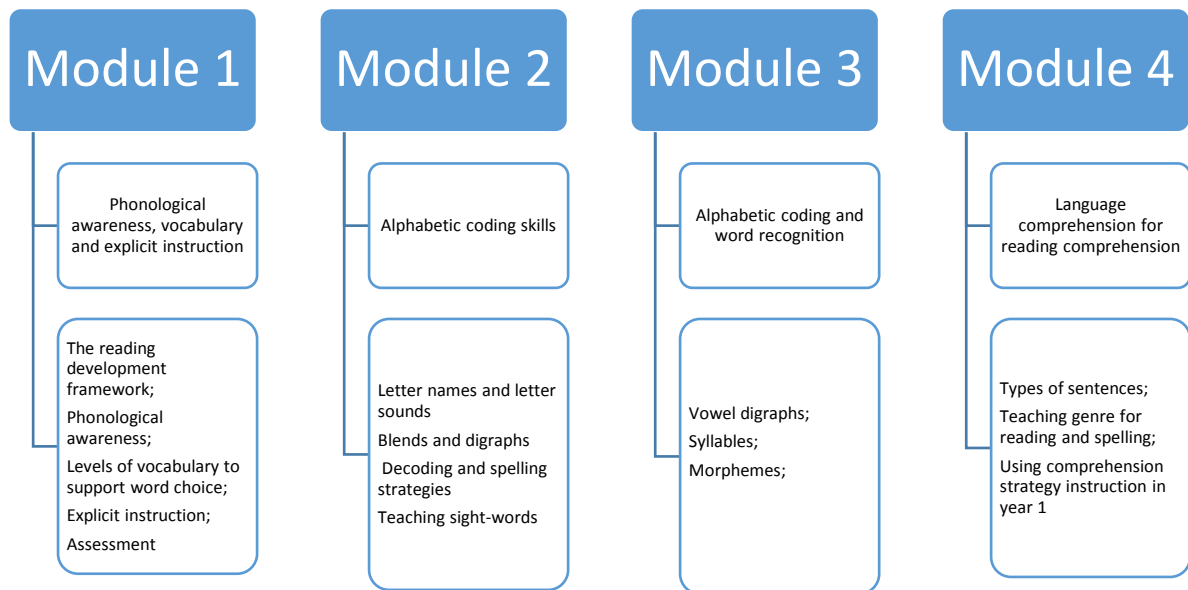 Module 1
Phonological
awareness, vocabulary
and explicit instruction
The reading
development
framework;
Phonological
awareness;
Levels of vocabulary to
support word choice;
Explicit instruction;
Assessment
Module 2
Alphabetic coding skills
Letter names and letter
sounds
Blends and digraphs
Decoding and spelling
strategies
Teaching sight-words
Module 3
Alphabetic coding and
word recognition
Vowel digraphs;
Syllables;
Morphemes;
Module 4
Language
comprehension for
reading comprehension
Types of sentences;
Teaching genre for
reading and spelling;
Using comprehension
strategy instruction in
year 1